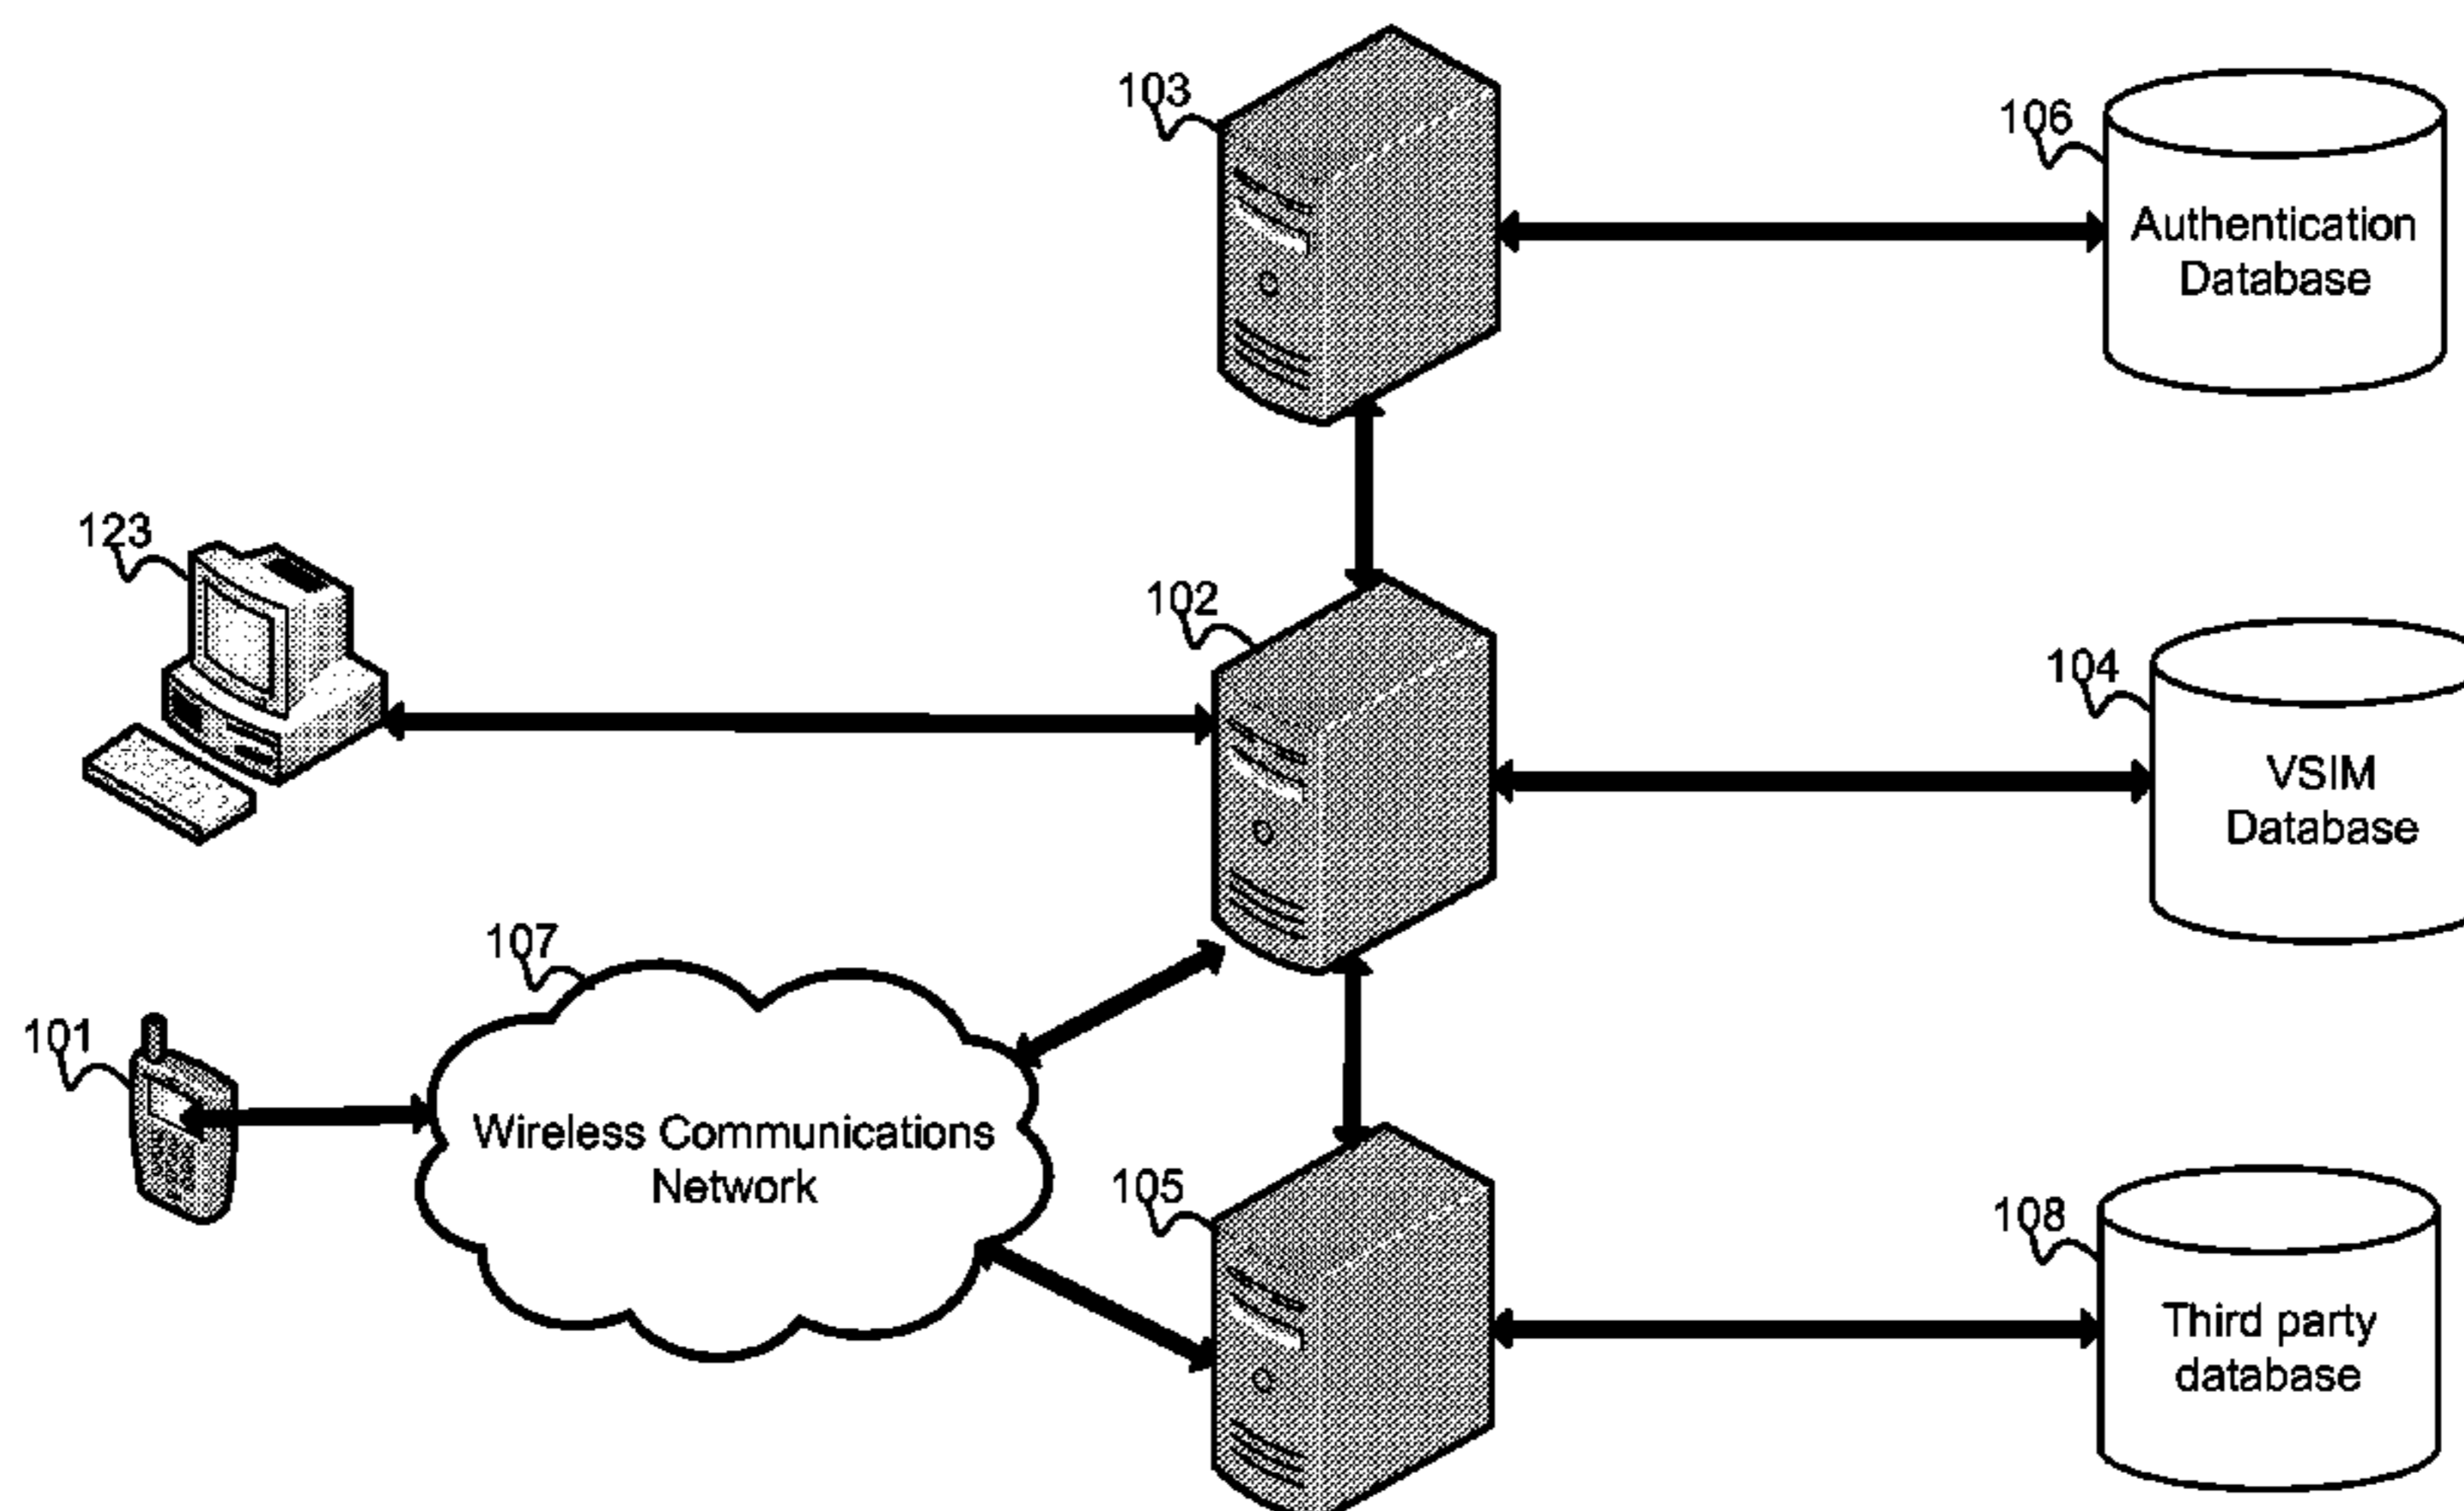 103
106
Authentication
Database
123
102
104
VSIM
Database
107
101
Wireless Communications
Network
105
108
Third party
database